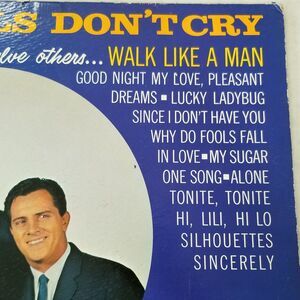 LS DON'T CRY
elve others... WALK LIKE A MAN
GOOD NIGHT MY LOVE, PLEASANT
DREAMS ▪ LUCKY LADYBUG
SINCE I DON'T HAVE YOU
WHY DO FOOLS FALL
IN LOVE ▪ MY SUGAR
ONE SONG ▪ ALONE
TONITE, TONITE
HI, LILI, HI LO
SILHOUETTES
SINCERELY